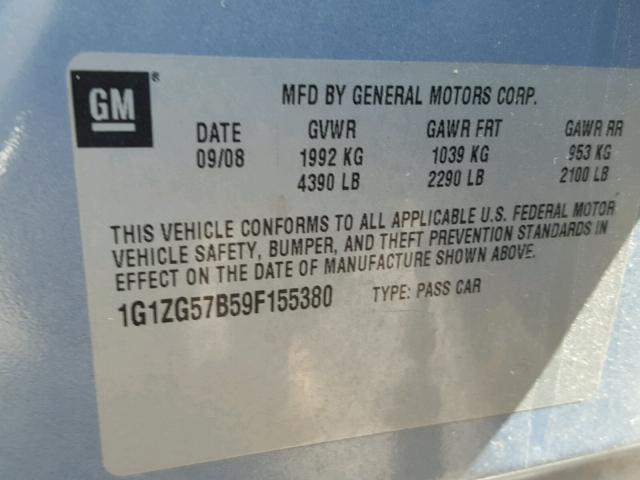 GM®
MFD BY GENERAL MOTORS CORP.
DATE GVWR GAWR FRT GAWR RR
09/08 1992 KG 1039 KG 953 KG
4390 LB 2290 LB 2100 LB
THIS VEHICLE CONFORMS TO ALL APPLICABLE U.S. FEDERAL MOTOR
VEHICLE SAFETY, BUMPER, AND THEFT PREVENTION STANDARDS IN
EFFECT ON THE DATE OF MANUFACTURE SHOWN ABOVE.
1G1ZG57B59F155380 TYPE: PASS CAR